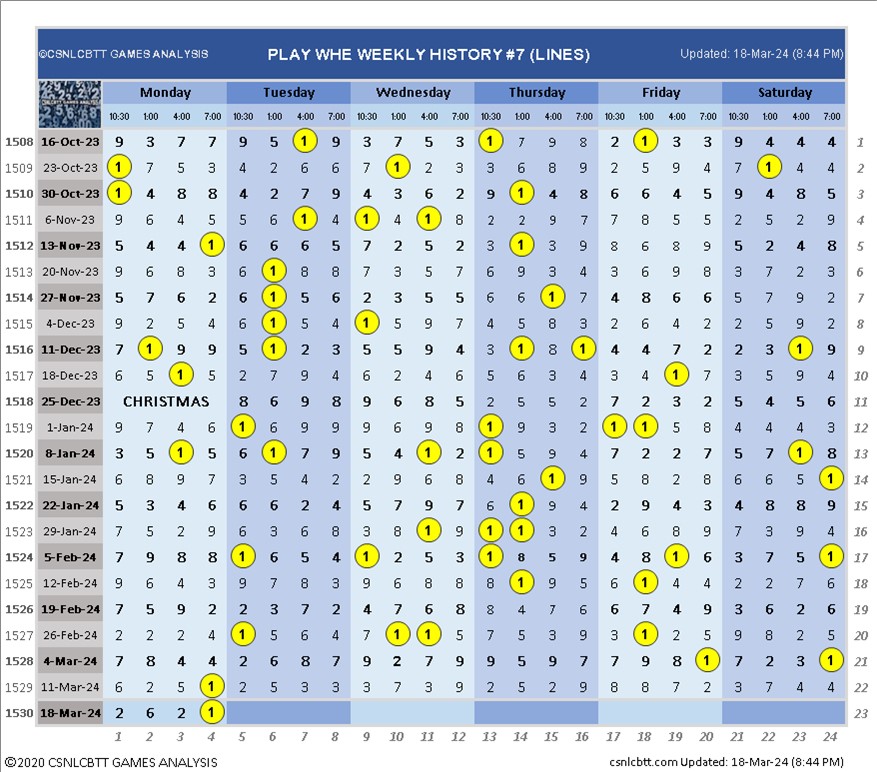 ©CSNLCBTT GAMES ANALYSIS PLAY WHE WEEKLY HISTORY #7 (LINES) Updated: 18-Mar-24 (8:44 PM)
Monday Tuesday Wednesday Thursday Friday Saturday
10:30 1:00 4:00 7:00 10:30 1:00 4:00 7:00 10:30 1:00 4:00 7:00 10:30 1:00 4:00 7:00 10:30 1:00 4:00 7:00 10:30 1:00 4:00 7:00
1508 16-Oct-23 9 3 7 7 9 5 1 9 3 7 5 3 1 7 9 8 2 1 3 3 9 4 4 4 1
1509 23-Oct-23 1 7 5 3 4 2 6 6 7 1 2 3 3 6 8 9 2 5 9 4 7 1 4 4 2
1510 30-Oct-23 1 4 8 8 4 2 7 9 4 3 6 2 9 1 4 8 6 6 4 5 9 4 8 5 3
1511 6-Nov-23 9 6 4 5 5 6 1 4 1 4 1 8 2 2 9 7 7 8 5 5 2 5 2 9 4
1512 13-Nov-23 5 4 4 1 6 6 6 5 7 2 5 2 3 1 3 9 8 6 8 9 5 2 4 8 5
1513 20-Nov-23 9 6 8 3 6 1 8 8 7 3 5 7 6 9 3 4 3 6 9 8 3 7 2 3 6
1514 27-Nov-23 5 7 6 2 6 1 5 6 2 3 5 5 6 6 1 7 4 8 6 6 5 7 9 2 7
1515 4-Dec-23 9 2 5 4 6 1 5 4 1 5 9 7 4 5 8 3 2 6 4 2 2 5 9 2 8
1516 11-Dec-23 7 1 9 9 5 1 2 3 5 5 9 4 3 1 8 1 4 4 7 2 2 3 1 9 9
1517 18-Dec-23 6 5 1 5 2 7 9 4 6 2 4 6 5 6 3 4 3 4 1 7 3 5 9 4 10
1518 25-Dec-23 CHRISTMAS 8 6 9 8 9 6 8 5 2 5 5 2 7 2 3 2 5 4 5 6 11
1519 1-Jan-24 9 7 4 6 1 6 9 9 9 6 9 8 1 9 3 2 1 1 5 8 4 4 4 3 12
1520 8-Jan-24 3 5 1 5 6 1 7 9 5 4 1 2 1 5 9 4 7 2 2 7 5 7 1 8 13
1521 15-Jan-24 6 8 9 7 3 5 4 2 2 9 6 8 4 6 1 9 5 8 2 8 6 6 5 1 14
1522 22-Jan-24 5 3 4 6 6 6 2 4 5 7 9 7 6 1 9 4 2 9 4 3 4 8 8 9 15
1523 29-Jan-24 7 5 2 9 6 3 6 8 3 8 1 9 1 1 3 2 4 6 8 9 7 3 9 4 16
1524 5-Feb-24 7 9 8 8 1 6 5 4 1 2 5 3 1 8 5 9 4 8 1 6 3 7 5 1 17
1525 12-Feb-24 9 6 4 3 9 7 8 3 9 6 8 8 8 1 9 5 6 1 4 4 2 2 7 6 18
1526 19-Feb-24 7 5 9 2 2 3 7 2 4 7 6 8 8 4 7 6 6 7 4 9 3 6 2 6 19
1527 26-Feb-24 2 2 2 4 1 5 6 4 7 1 1 5 7 5 3 9 3 1 2 5 9 8 2 5 20
1528 4-Mar-24 7 8 4 4 2 6 8 7 9 2 7 9 9 5 9 7 7 9 8 1 7 2 3 1 21
1529 11-Mar-24 6 2 5 1 2 5 3 3 3 7 3 9 2 5 2 9 8 8 7 2 3 7 4 4 22
1530 18-Mar-24 2 6 2 1 23
1 2 3 4 5 6 7 8 9 10 11 12 13 14 15 16 17 18 19 20 21 22 23 24
©2020 CSNLCBTT GAMES ANALYSIS csnlcbtt.com Updated: 18-Mar-24 (8:44 PM)